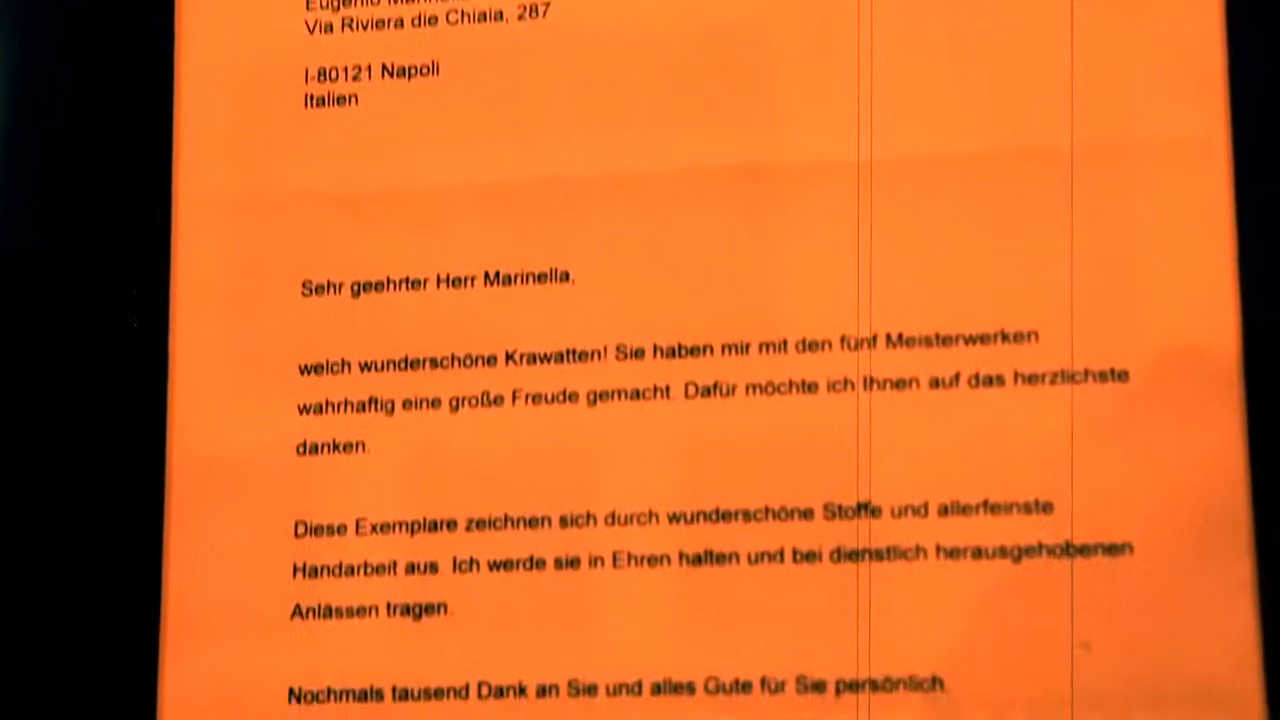 Eugenio
Via Riviera die Chiaia, 287
I-80121 Napoli
Italien
Sehr geehrter Herr Marinella,
welch wunderschöne Krawatten! Sie haben mir mit den fünf Meisterwerken
wahrhaftig eine große Freude gemacht. Dafür möchte ich Ihnen auf das herzlichste
danken.
Diese Exemplare zeichnen sich durch wunderschöne Stoffe und allerfeinste
Handarbeit aus. Ich werde sie in Ehren halten und bei dienstlich herausgehobenen
Anlässen tragen.
Nochmals tausend Dank an Sie und alles Gute für Sie persönlich